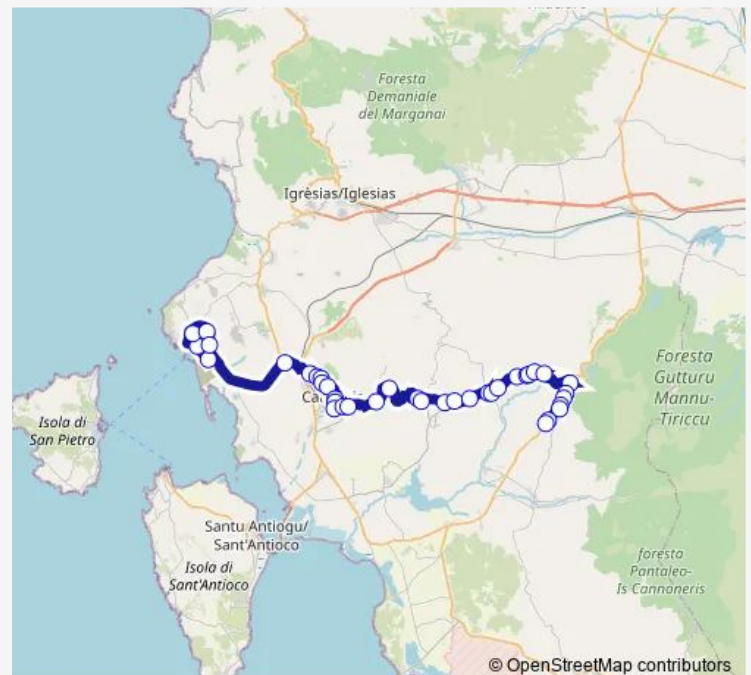 Foresta
Demaniale
del Marganai
Igrèsias/Iglesias
Foresta
Gutturu
Mannu-
Tiriccu
Isola di
San Pietro
Santu Antiogu/
Sant'Antioco
Isola di
Sant'Antioco
foresta
Pantaleo-
Is Cannoneris
© OpenStreetMap contributors